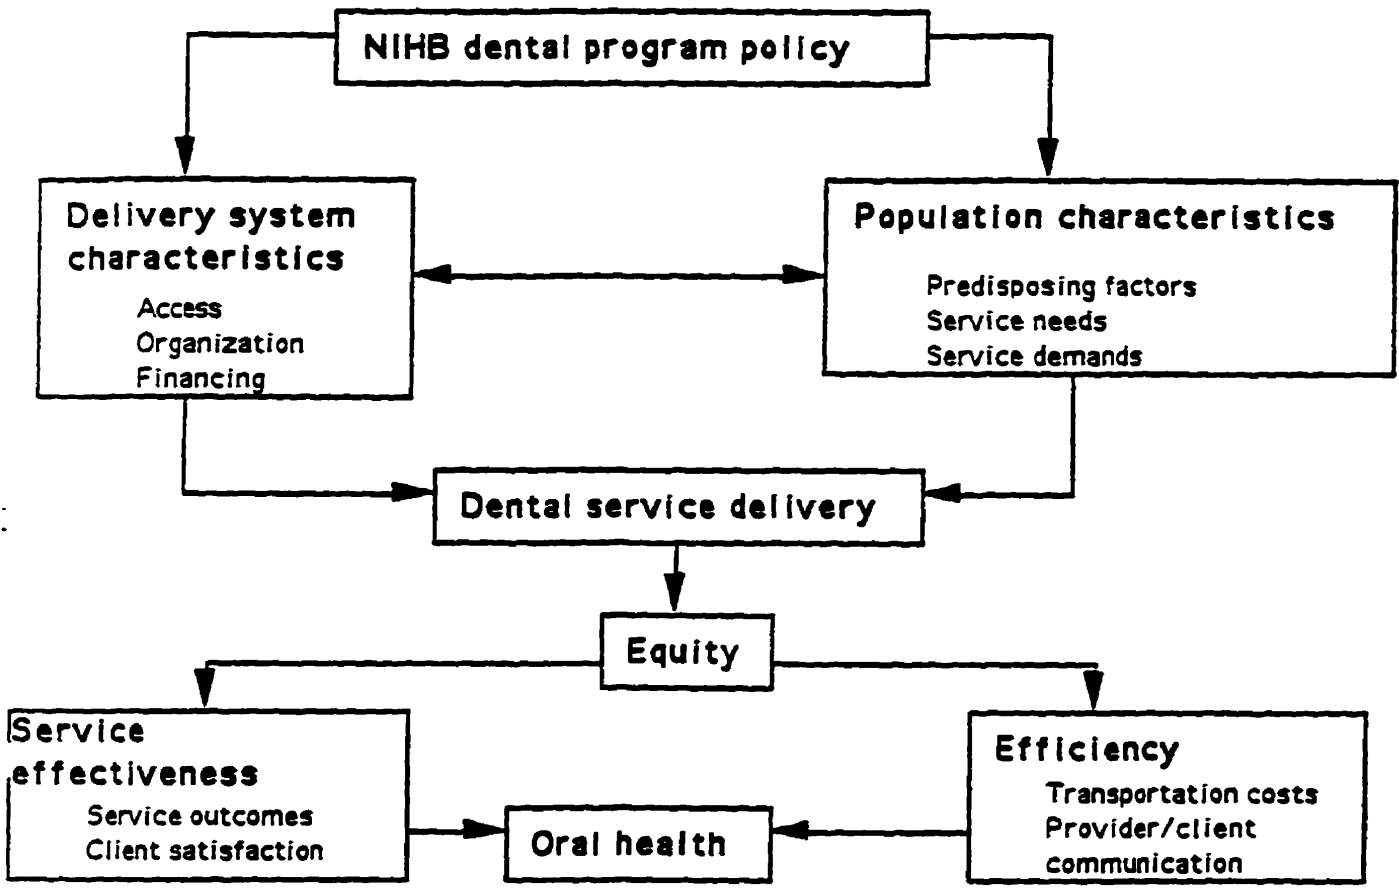 NIHB dental program policy
Delivery system
characteristics
Access
Organization
Financing
Population characteristics
Predisposing factors
Service needs
Service demands
Dental service delivery
Equity
Service
effectiveness
Service outcomes
Client satisfaction
Efficiency
Transportation costs
Provider/client
communication
Oral health